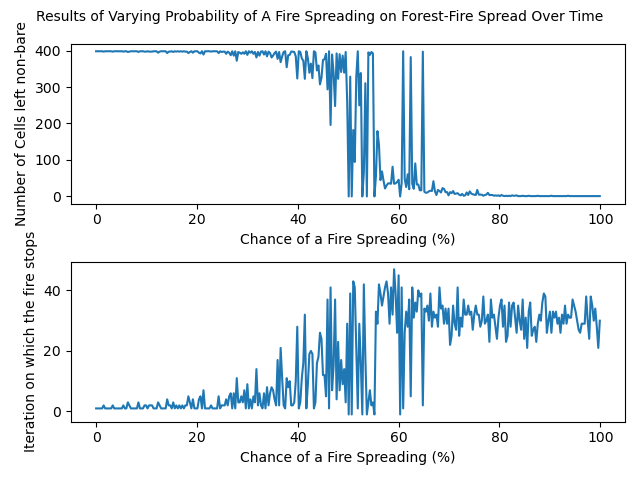 Results of Varying Probability of A Fire Spreading on Forest-Fire Spread Over Time
Number of Cells left non-bare
400
300
200
100
0
0 20 40 60 80 100
Chance of a Fire Spreading (%)
Iteration on which the fire stops
40
20
0
0 20 40 60 80 100
Chance of a Fire Spreading (%)